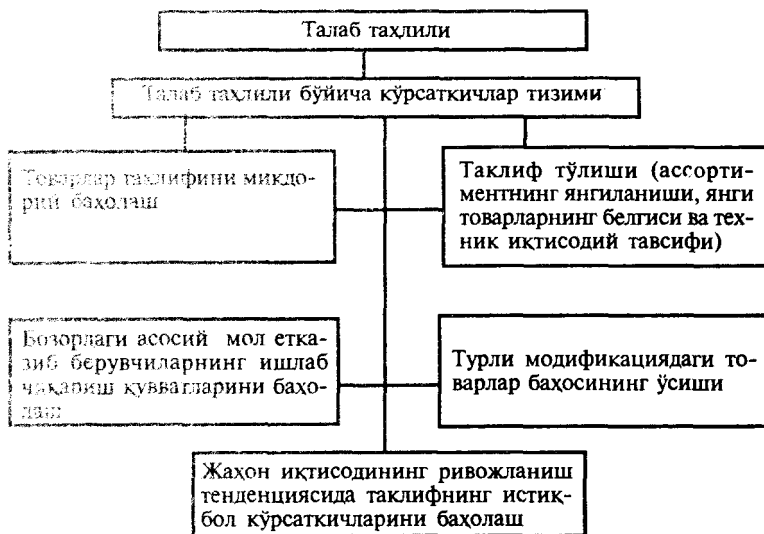 Талаб таҳлили
Талаб таҳлили бўйича кўрсаткичлар тизими
Товарлар таклифини миқдо-
рий баҳолаш
Таклиф тўлиши (ассорти-
ментнинг янгиланиши, янги
товарларнинг белгиси ва тех-
ник иқтисодий тавсифи)
Бозорлаги асосий мол етка-
зиб берувчиларнинг ишлаб
чиқариш қувватларини баҳо-
лаш
Турли модификациядаги то-
варлар баҳосининг ўсиши
Жаҳон иқтисодининг ривожланиш
тенденциясида таклифнинг истиқ-
бол кўрсаткичларини баҳолаш